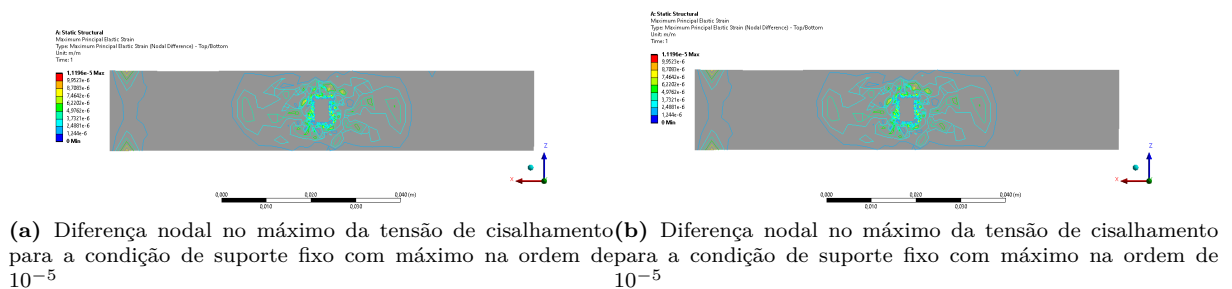 A: Static Structural
Maximum Principal Elastic Strain
Type: Maximum Principal Elastic Strain (Nodal Difference) - Top/Bottom
Unit: m/m
Time: 1
1,1196e-5 Max
9,9523e-6
8,7083e-6
7,4642e-6
6,2202e-6
4,9762e-6
3,7321e-6
2,4881e-6
1,244e-6
0 Min
Z
X
0,000
0,020
0,040 (m)
0,010
0,030
(a) Diferença nodal no máximo da tensão de cisalhamento
para a condição de suporte fixo com máximo na ordem de
10⁻⁵
A: Static Structural
Maximum Principal Elastic Strain
Type: Maximum Principal Elastic Strain (Nodal Difference) - Top/Bottom
Unit: m/m
Time: 1
1,1196e-5 Max
9,9523e-6
8,7083e-6
7,4642e-6
6,2202e-6
4,9762e-6
3,7321e-6
2,4881e-6
1,244e-6
0 Min
Z
X
0,000
0,020
0,040 (m)
0,010
0,030
(b) Diferença nodal no máximo da tensão de cisalhamento
para a condição de suporte fixo com máximo na ordem de
10⁻⁵